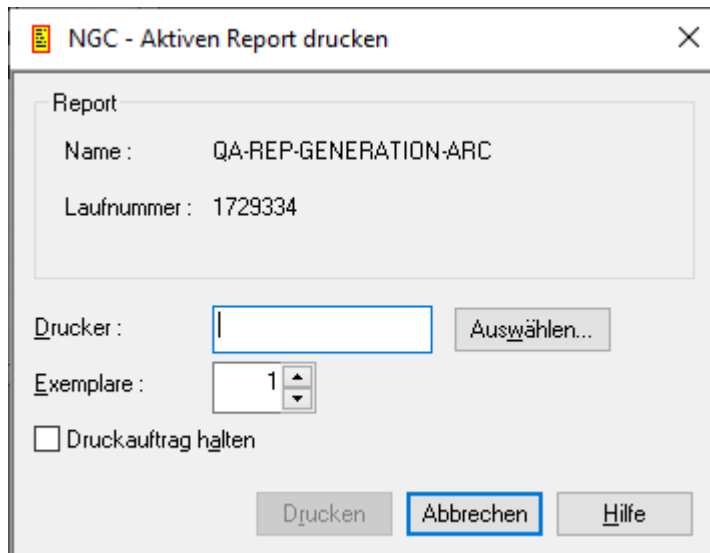 NGC - Aktiven Report drucken
Report
Name : QA-REP-GENERATION-ARC
Laufnummer : 1729334
Drucker : Auswählen...
Exemplare : 1
Druckauftrag halten
Drucken Abbrechen Hilfe